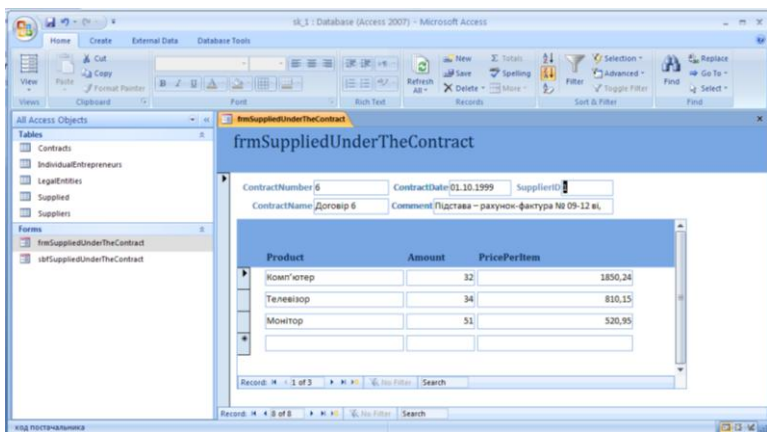 sk_1 : Database (Access 2007) - Microsoft Access
Home Create External Data Database Tools
View Paste Cut Copy Format Painter
B I U
Refresh All New Save Delete Totals Spelling More
Filter Selection Advanced Toggle Filter
Find Replace Go To Select
Views Clipboard Font Rich Text Records Sort & Filter Find
All Access Objects
Tables
Contracts
IndividualEntrepreneurs
LegalEntities
Supplied
Suppliers
Forms
frmSuppliedUnderTheContract
sbfSuppliedUnderTheContract
frmSuppliedUnderTheContract
frmSuppliedUnderTheContract
ContractNumber 6 ContractDate 01.10.1999 SupplierID 1
ContractName Договір 6 Comment Підстава – рахунок-фактура № 09-12 ві,
Product Amount PricePerItem
Комп'ютер 32 1850,24
Телевізор 34 810,15
Монітор 51 520,95
Record: 1 of 3 No Filter Search
Record: 8 of 8 No Filter Search
код постачальника